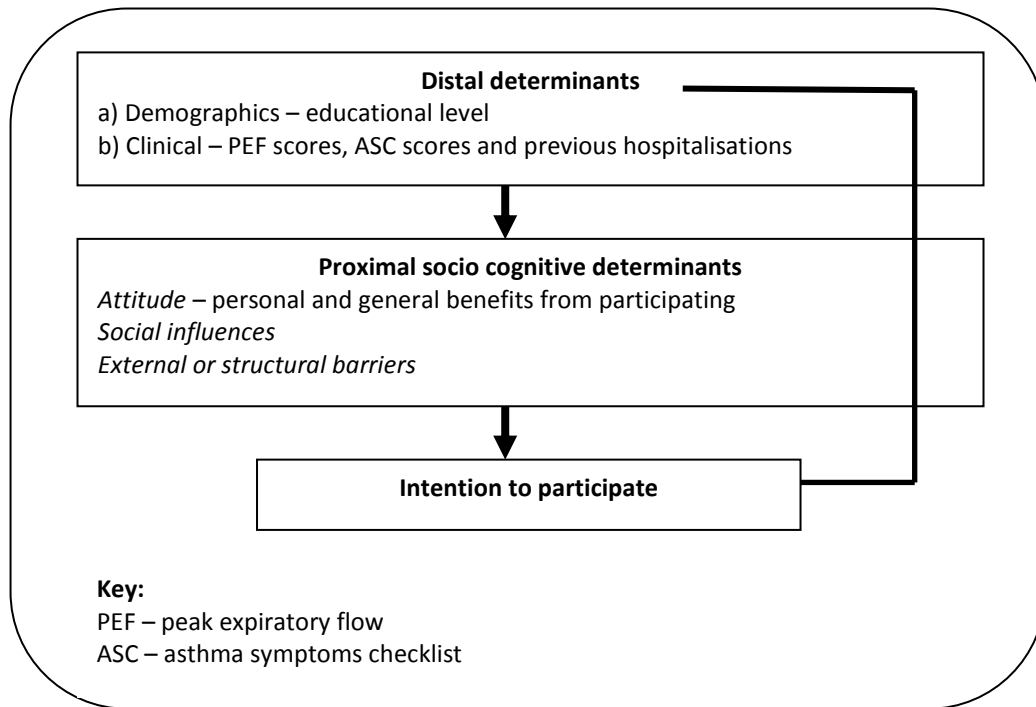 Distal determinants
a) Demographics – educational level
b) Clinical – PEF scores, ASC scores and previous hospitalisations
Proximal socio cognitive determinants
Attitude – personal and general benefits from participating
Social influences
External or structural barriers
Intention to participate
Key:
PEF – peak expiratory flow
ASC – asthma symptoms checklist